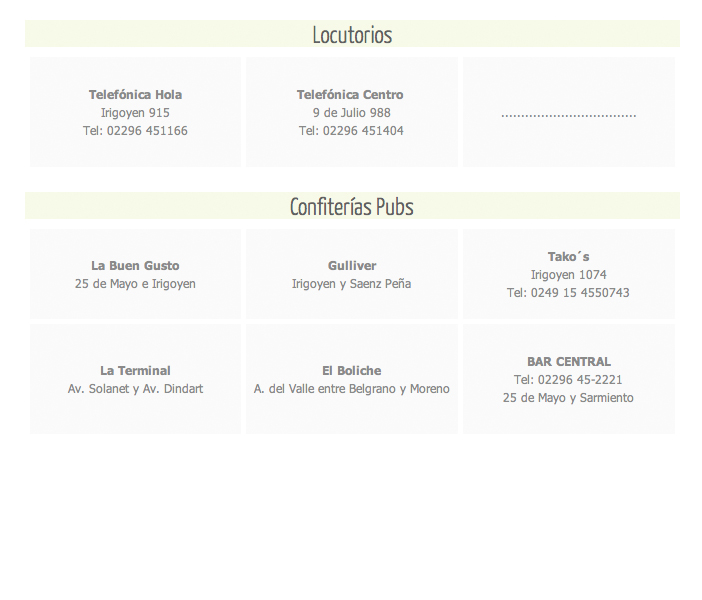 Locutorios
Telefónica Hola
Irigoyen 915
Tel: 02296 451166
Telefónica Centro
9 de Julio 988
Tel: 02296 451404
..................................
Confiterías Pubs
La Buen Gusto
25 de Mayo e Irigoyen
Gulliver
Irigoyen y Saenz Peña
Tako´s
Irigoyen 1074
Tel: 0249 15 4550743
La Terminal
Av. Solanet y Av. Dindart
El Boliche
A. del Valle entre Belgrano y Moreno
BAR CENTRAL
Tel: 02296 45-2221
25 de Mayo y Sarmiento